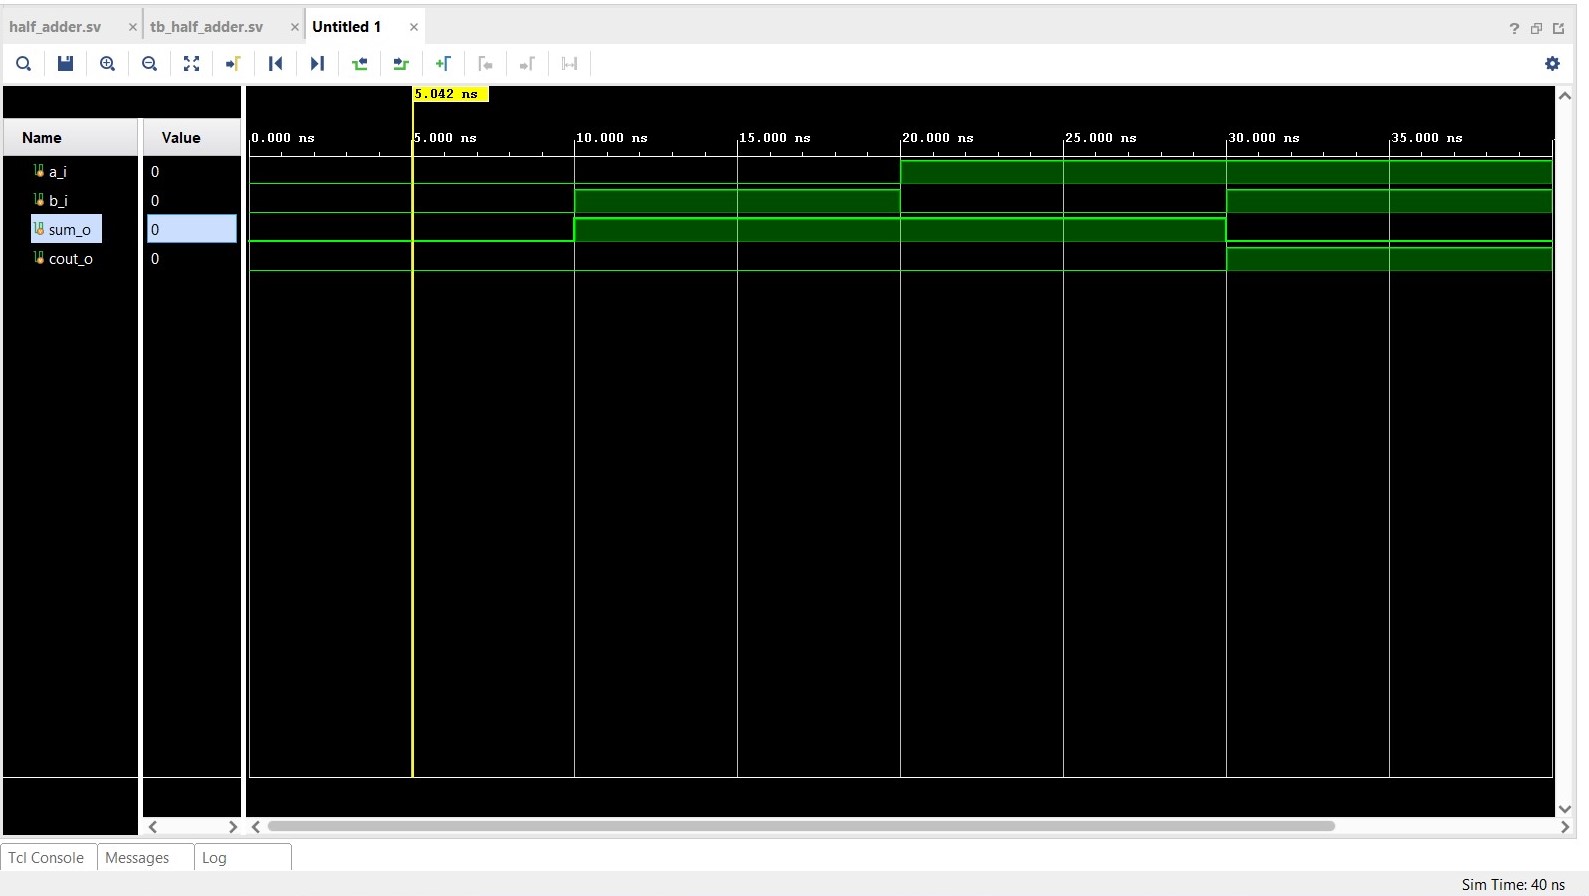 half_adder.sv × tb_half_adder.sv × Untitled 1 ×
?
5.042 ns
Name Value
0.000 ns 5.000 ns 10.000 ns 15.000 ns 20.000 ns 25.000 ns 30.000 ns 35.000 ns
a_i 0
b_i 0
sum_o 0
cout_o 0
Tcl Console Messages Log
Sim Time: 40 ns